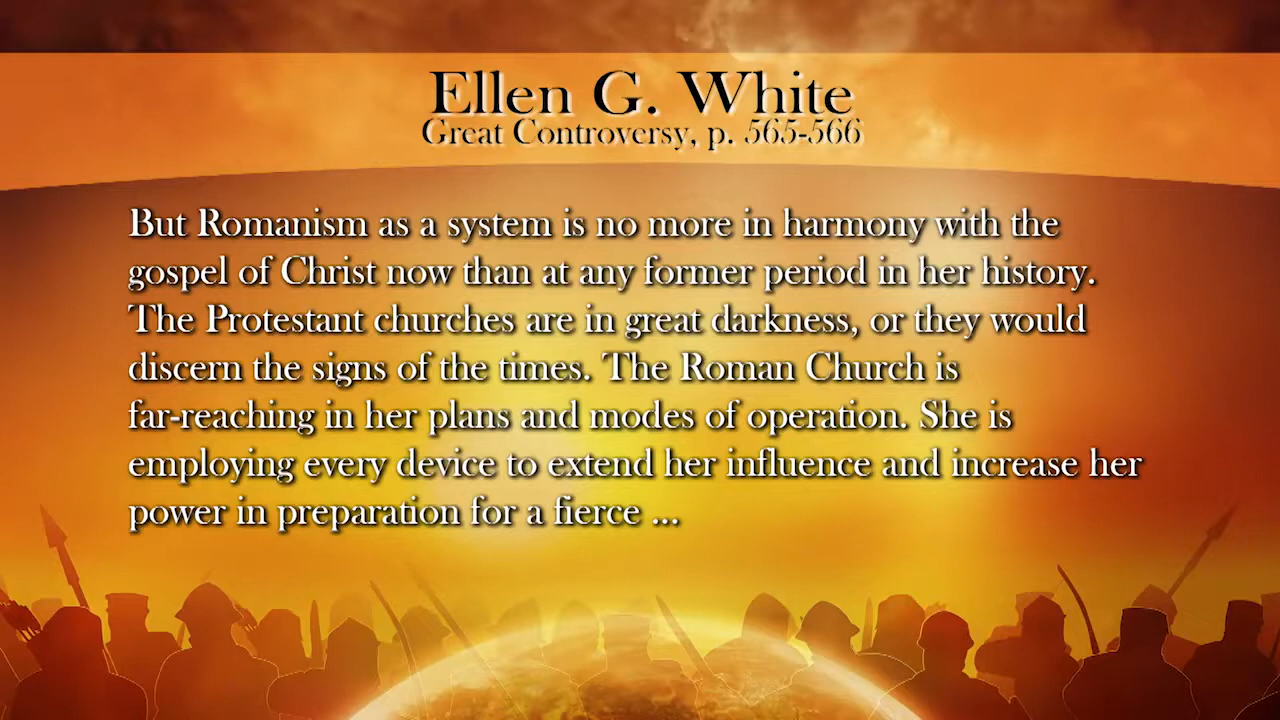 Ellen G. White
Great Controversy, p. 565-566
But Romanism as a system is no more in harmony with the
gospel of Christ now than at any former period in her history.
The Protestant churches are in great darkness, or they would
discern the signs of the times. The Roman Church is
far-reaching in her plans and modes of operation. She is
employing every device to extend her influence and increase her
power in preparation for a fierce ...